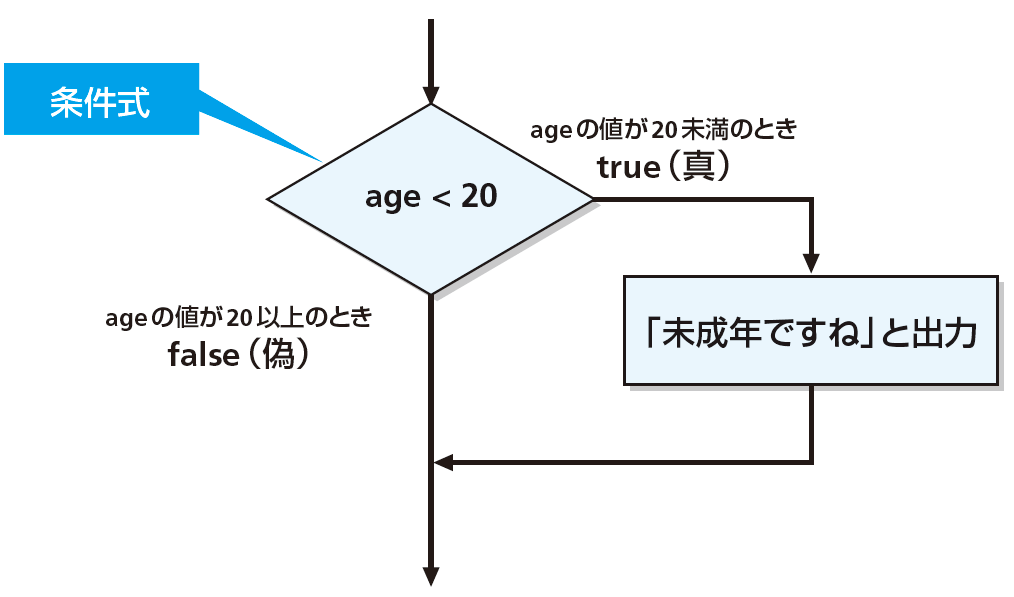 条件式
ageの値が20未満のとき
true（真）
age < 20
ageの値が20以上のとき
false（偽）
「未成年ですね」と出力